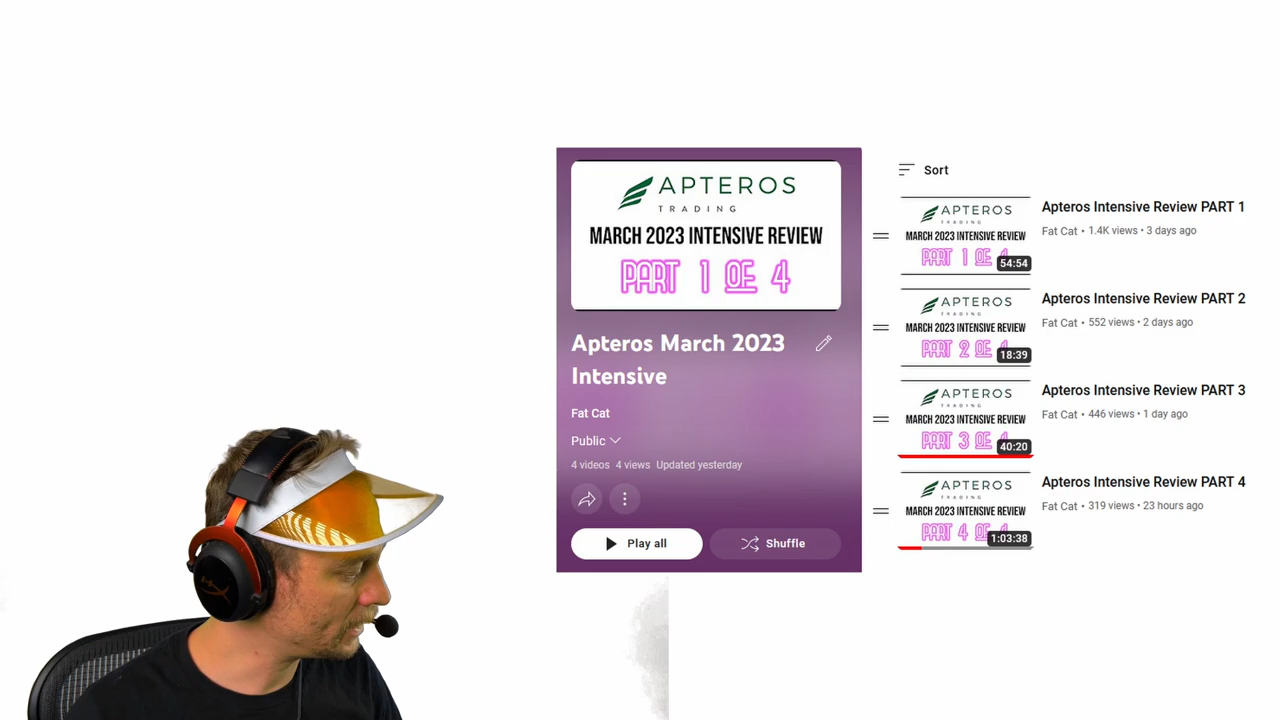 APTEROS
TRADING
MARCH 2023 INTENSIVE REVIEW
PART 1 OF 4
Apteros March 2023
Intensive
Fat Cat
Public
4 videos 4 views Updated yesterday
Play all
Shuffle
Sort
APTEROS
TRADING
MARCH 2023 INTENSIVE REVIEW
PART 1 OF 4
54:54
Apteros Intensive Review PART 1
Fat Cat • 1.4K views • 3 days ago
APTEROS
TRADING
MARCH 2023 INTENSIVE REVIEW
PART 2 OF
18:39
Apteros Intensive Review PART 2
Fat Cat • 552 views • 2 days ago
APTEROS
TRADING
MARCH 2023 INTENSIVE REVIEW
PART 3 OF
40:20
Apteros Intensive Review PART 3
Fat Cat • 446 views • 1 day ago
APTEROS
TRADING
MARCH 2023 INTENSIVE REVIEW
PART 4 OF
1:03:38
Apteros Intensive Review PART 4
Fat Cat • 319 views • 23 hours ago